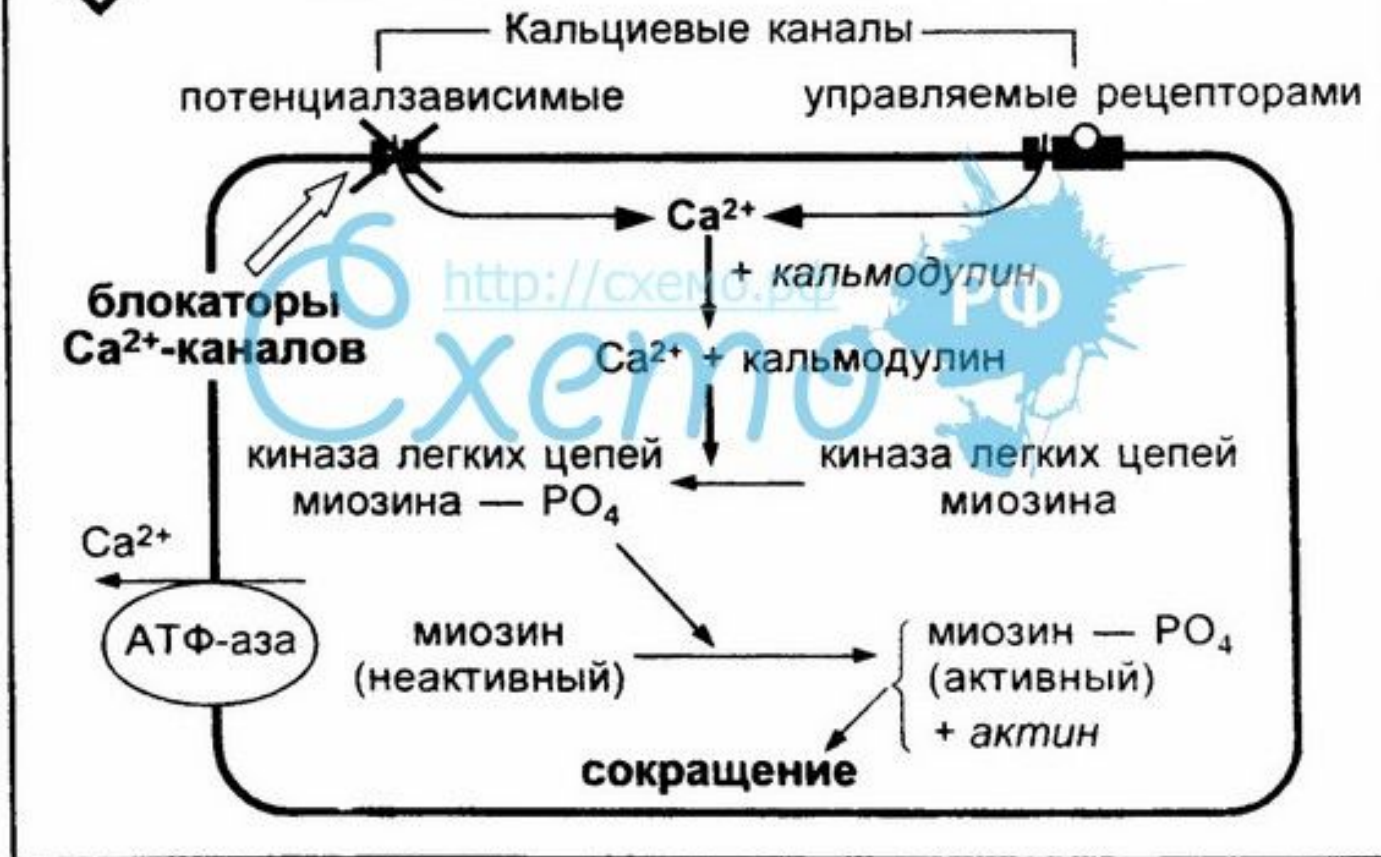 Кальциевые каналы
потенциалзависимые
управляемые рецепторами
Ca²⁺
+ кальмодулин
http://схемо.рф
РФ
Схемо
блокаторы
Ca²⁺-каналов
Ca²⁺ + кальмодулин
киназа легких цепей
миозина — PO₄
киназа легких цепей
миозина
Ca²⁺
АТФ-аза
миозин
(неактивный)
миозин — PO₄
(активный)
+ актин
сокращение